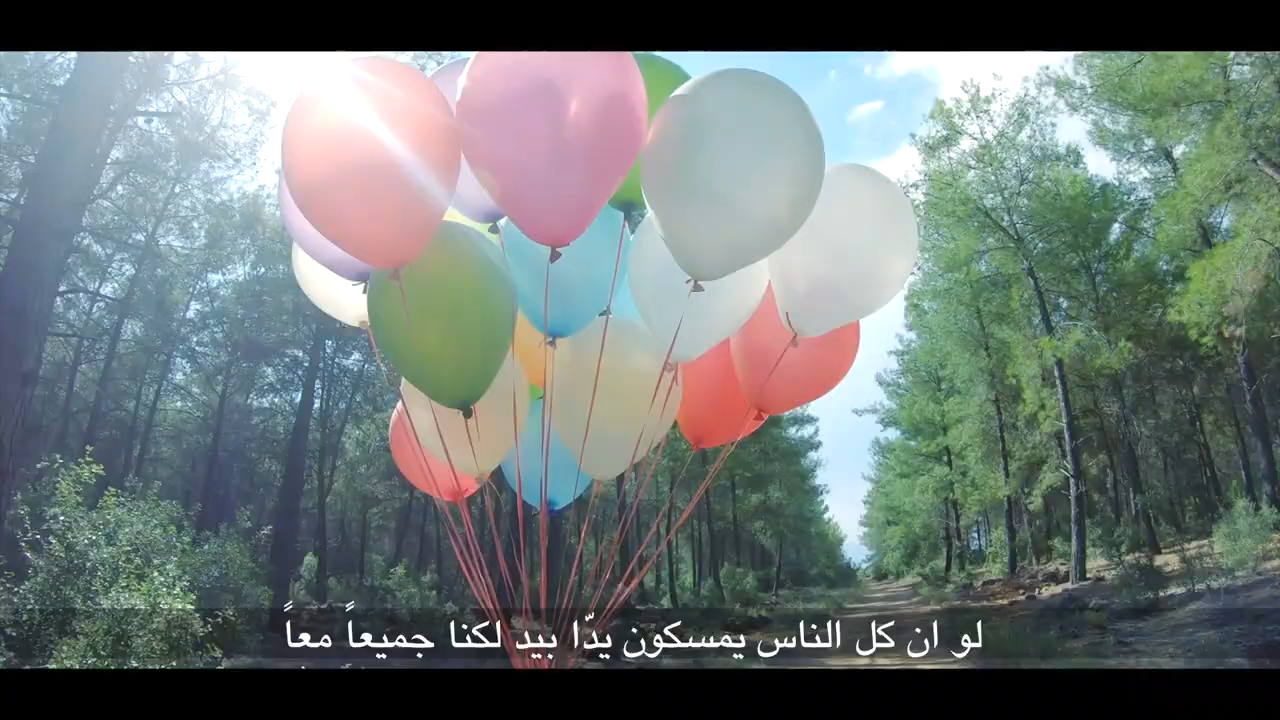 لو ان كل الناس يمسكون يدّا بيد لكنا جميعاً معاً